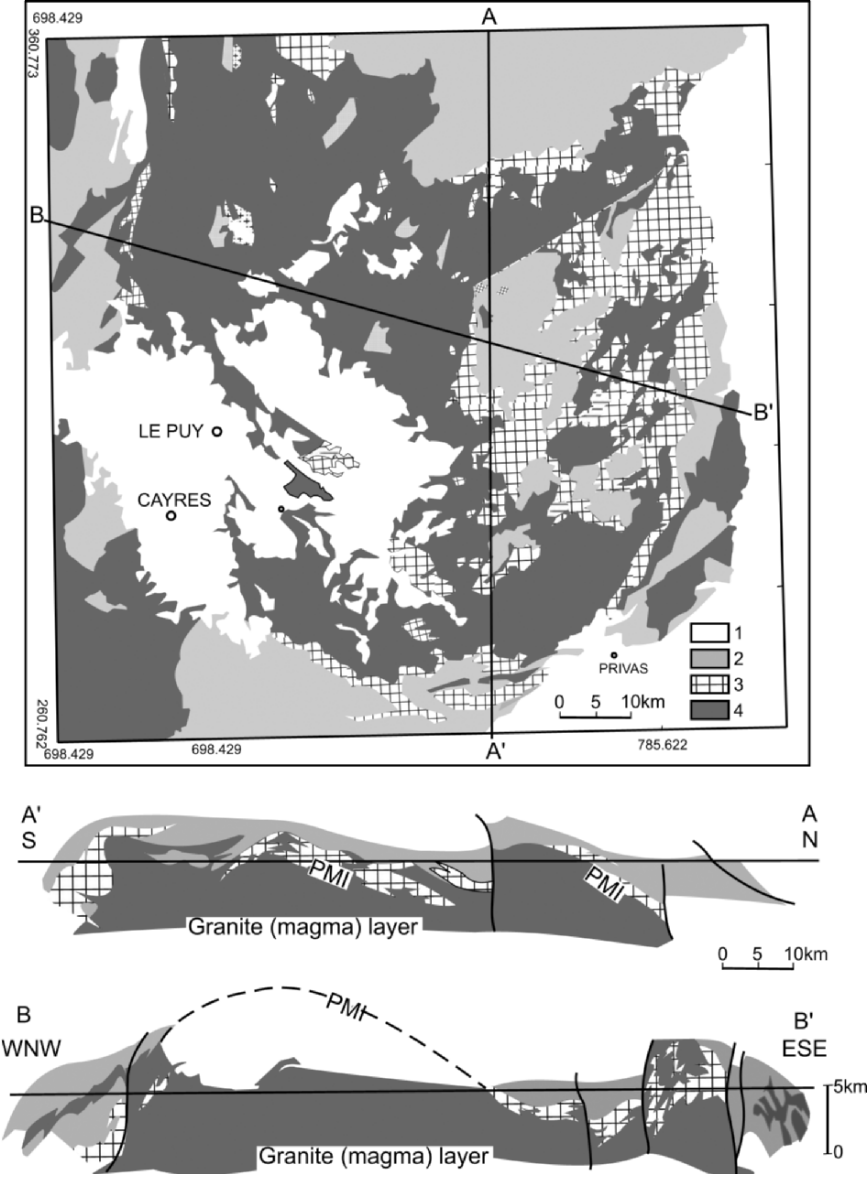 698.429
360.773
A
B
LE PUY
CAYRES
B'
1
2
3
4
PRIVAS
0 5 10km
260.762
698.429
698.429
A'
785.622
A'
S
A
N
PMI
PMI
Granite (magma) layer
0 5 10km
B
WNW
PMI
B'
ESE
5km
0
Granite (magma) layer